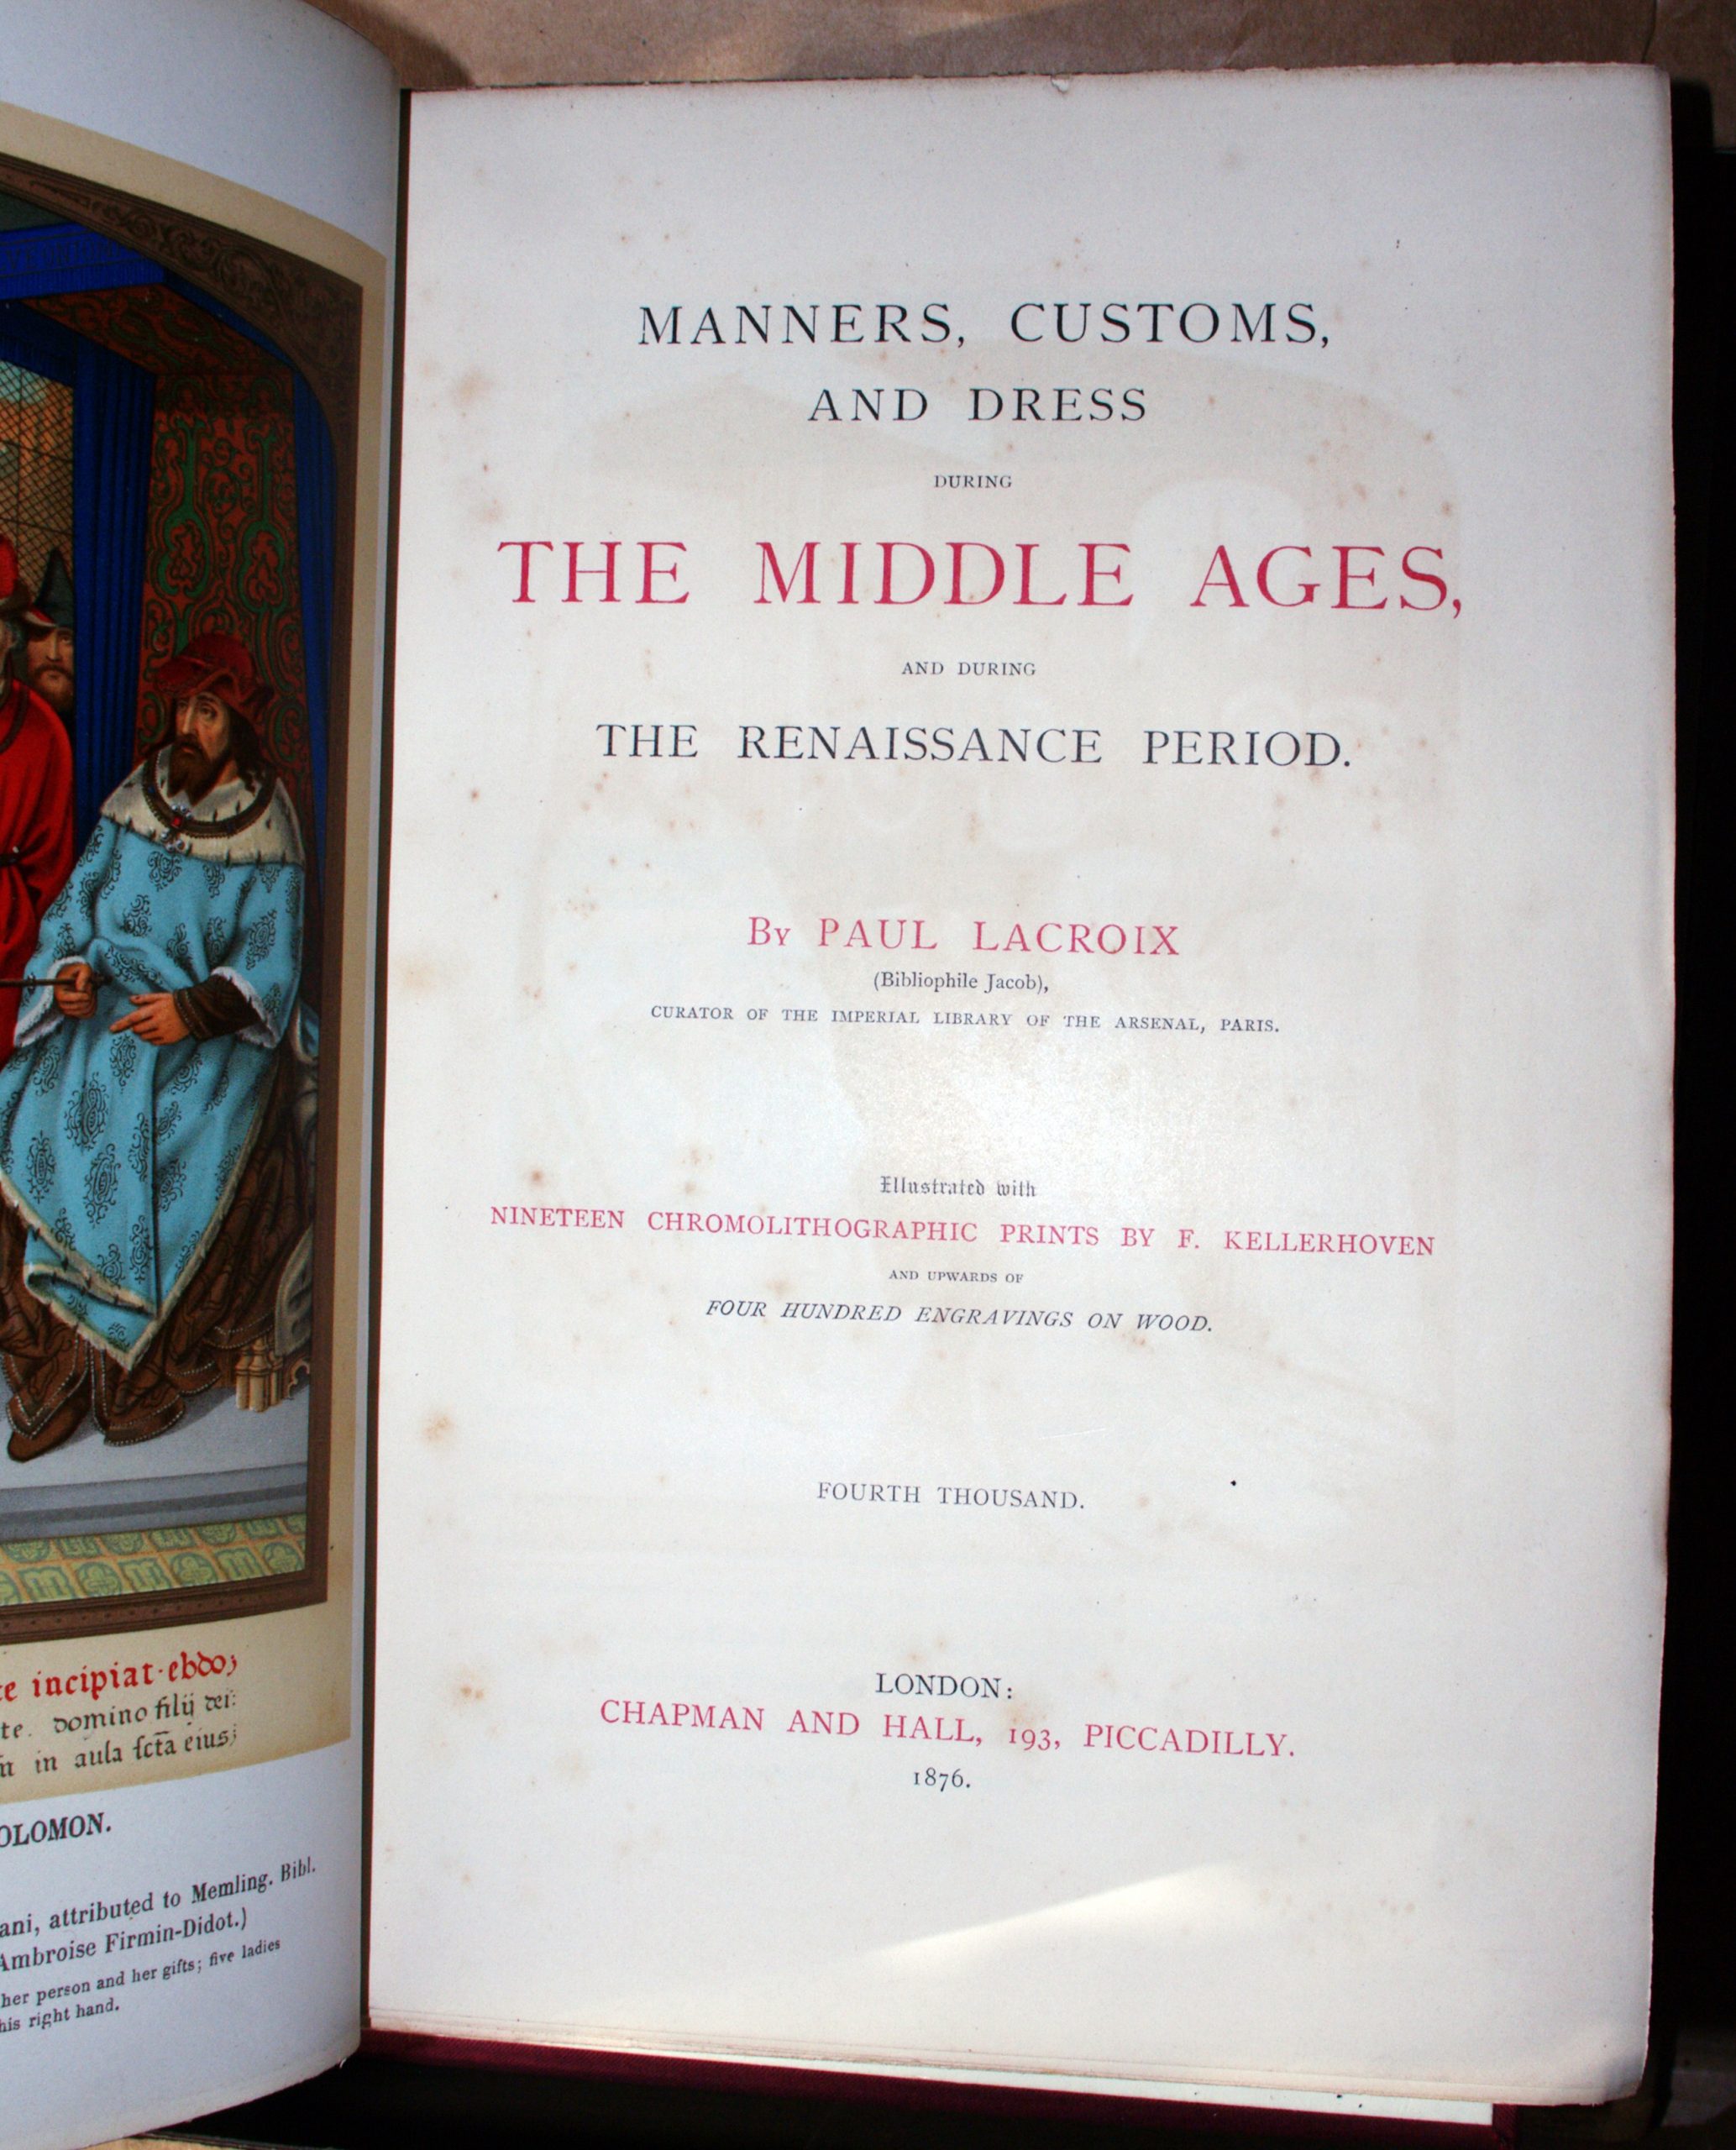 e incipiat·ebdo;
te. domino filij dei:
in aula scta eius;
OLOMON.
ani, attributed to Memling. Bibl.
Ambroise Firmin-Didot.)
her person and her gifts; five ladies
his right hand.
MANNERS, CUSTOMS,
AND DRESS
DURING
THE MIDDLE AGES,
AND DURING
THE RENAISSANCE PERIOD.
By PAUL LACROIX
(Bibliophile Jacob),
CURATOR OF THE IMPERIAL LIBRARY OF THE ARSENAL, PARIS.
Illustrated with
NINETEEN CHROMOLITHOGRAPHIC PRINTS BY F. KELLERHOVEN
AND UPWARDS OF
FOUR HUNDRED ENGRAVINGS ON WOOD.
FOURTH THOUSAND.
LONDON:
CHAPMAN AND HALL, 193, PICCADILLY.
1876.